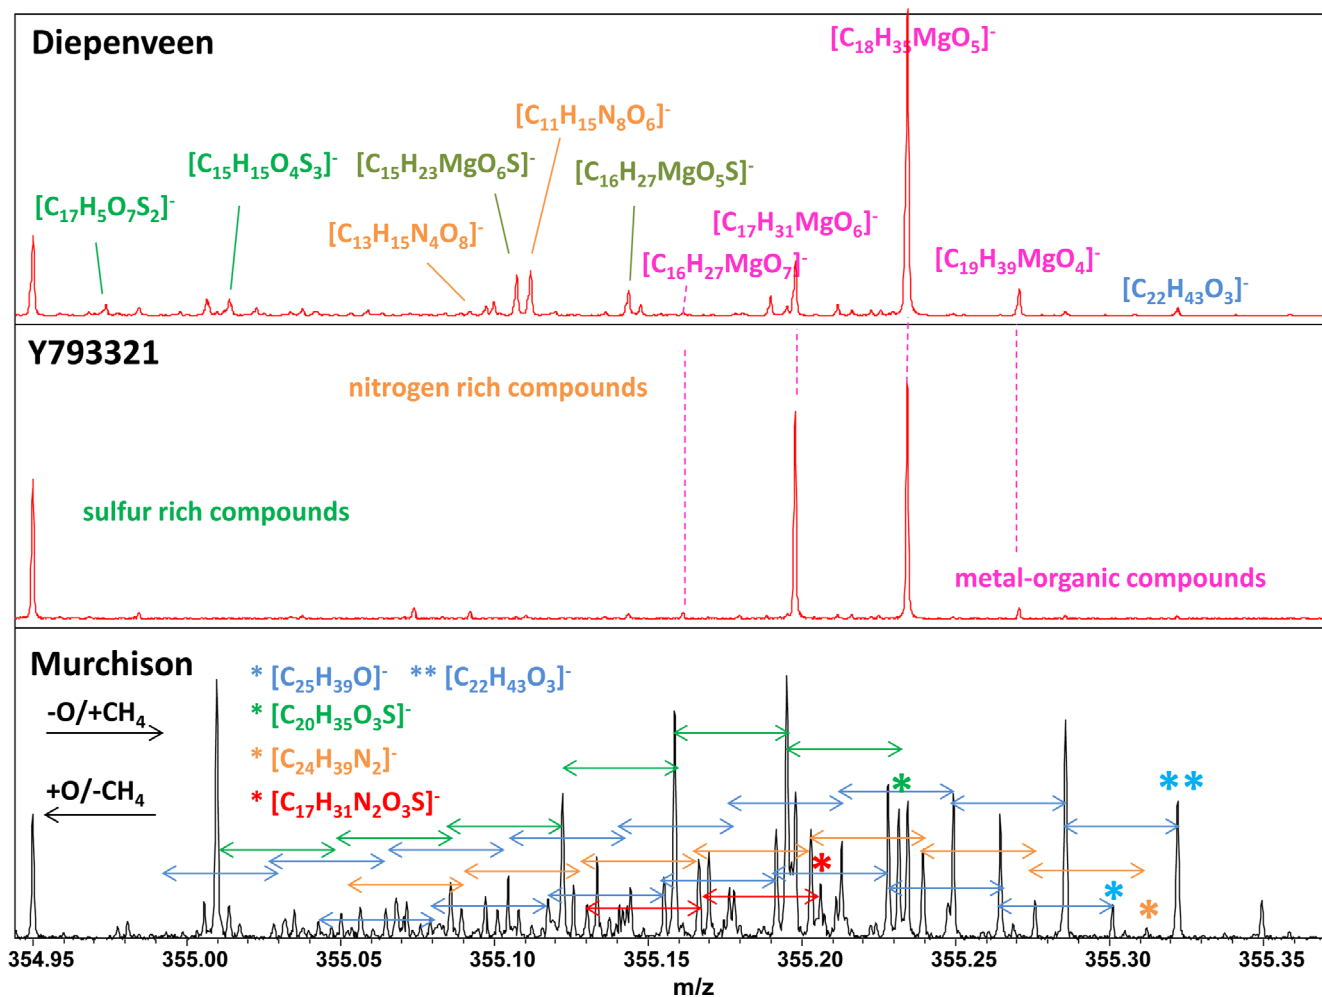 Diepenveen
[C18H35MgO5]-
[C11H15N8O6]-
[C15H15O4S3]-
[C15H23MgO6S]-
[C16H27MgO5S]-
[C17H5O7S2]-
[C13H15N4O8]-
[C17H31MgO6]-
[C16H27MgO7]-
[C19H39MgO4]-
[C22H43O3]-
Y793321
nitrogen rich compounds
sulfur rich compounds
metal-organic compounds
Murchison
* [C25H39O]- ** [C22H43O3]-
-O/+CH4
* [C20H35O3S]-
* [C24H39N2]-
+O/-CH4
* [C17H31N2O3S]-
* * *
*
* *
354.95 355.00 355.05 355.10 355.15 355.20 355.25 355.30 355.35
m/z